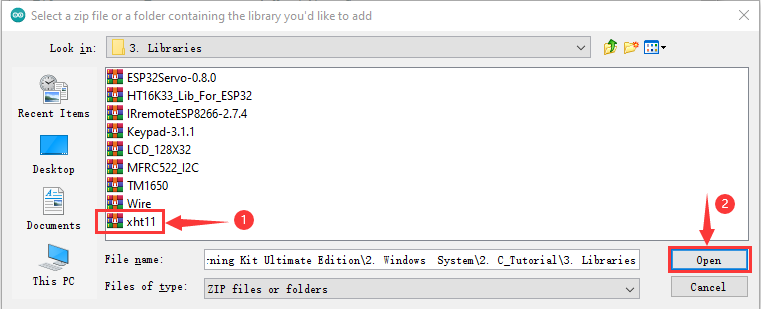 Select a zip file or a folder containing the library you'd like to add
Look in:
3. Libraries
Recent Items
Desktop
Documents
This PC
ESP32Servo-0.8.0
HT16K33_Lib_For_ESP32
IRremoteESP8266-2.7.4
Keypad-3.1.1
LCD_128X32
MFRC522_I2C
TM1650
Wire
xht11
1
2
File name:
rning Kit Ultimate Edition\2. Windows System\2. C_Tutorial\3. Libraries
Open
Files of type:
ZIP files or folders
Cancel